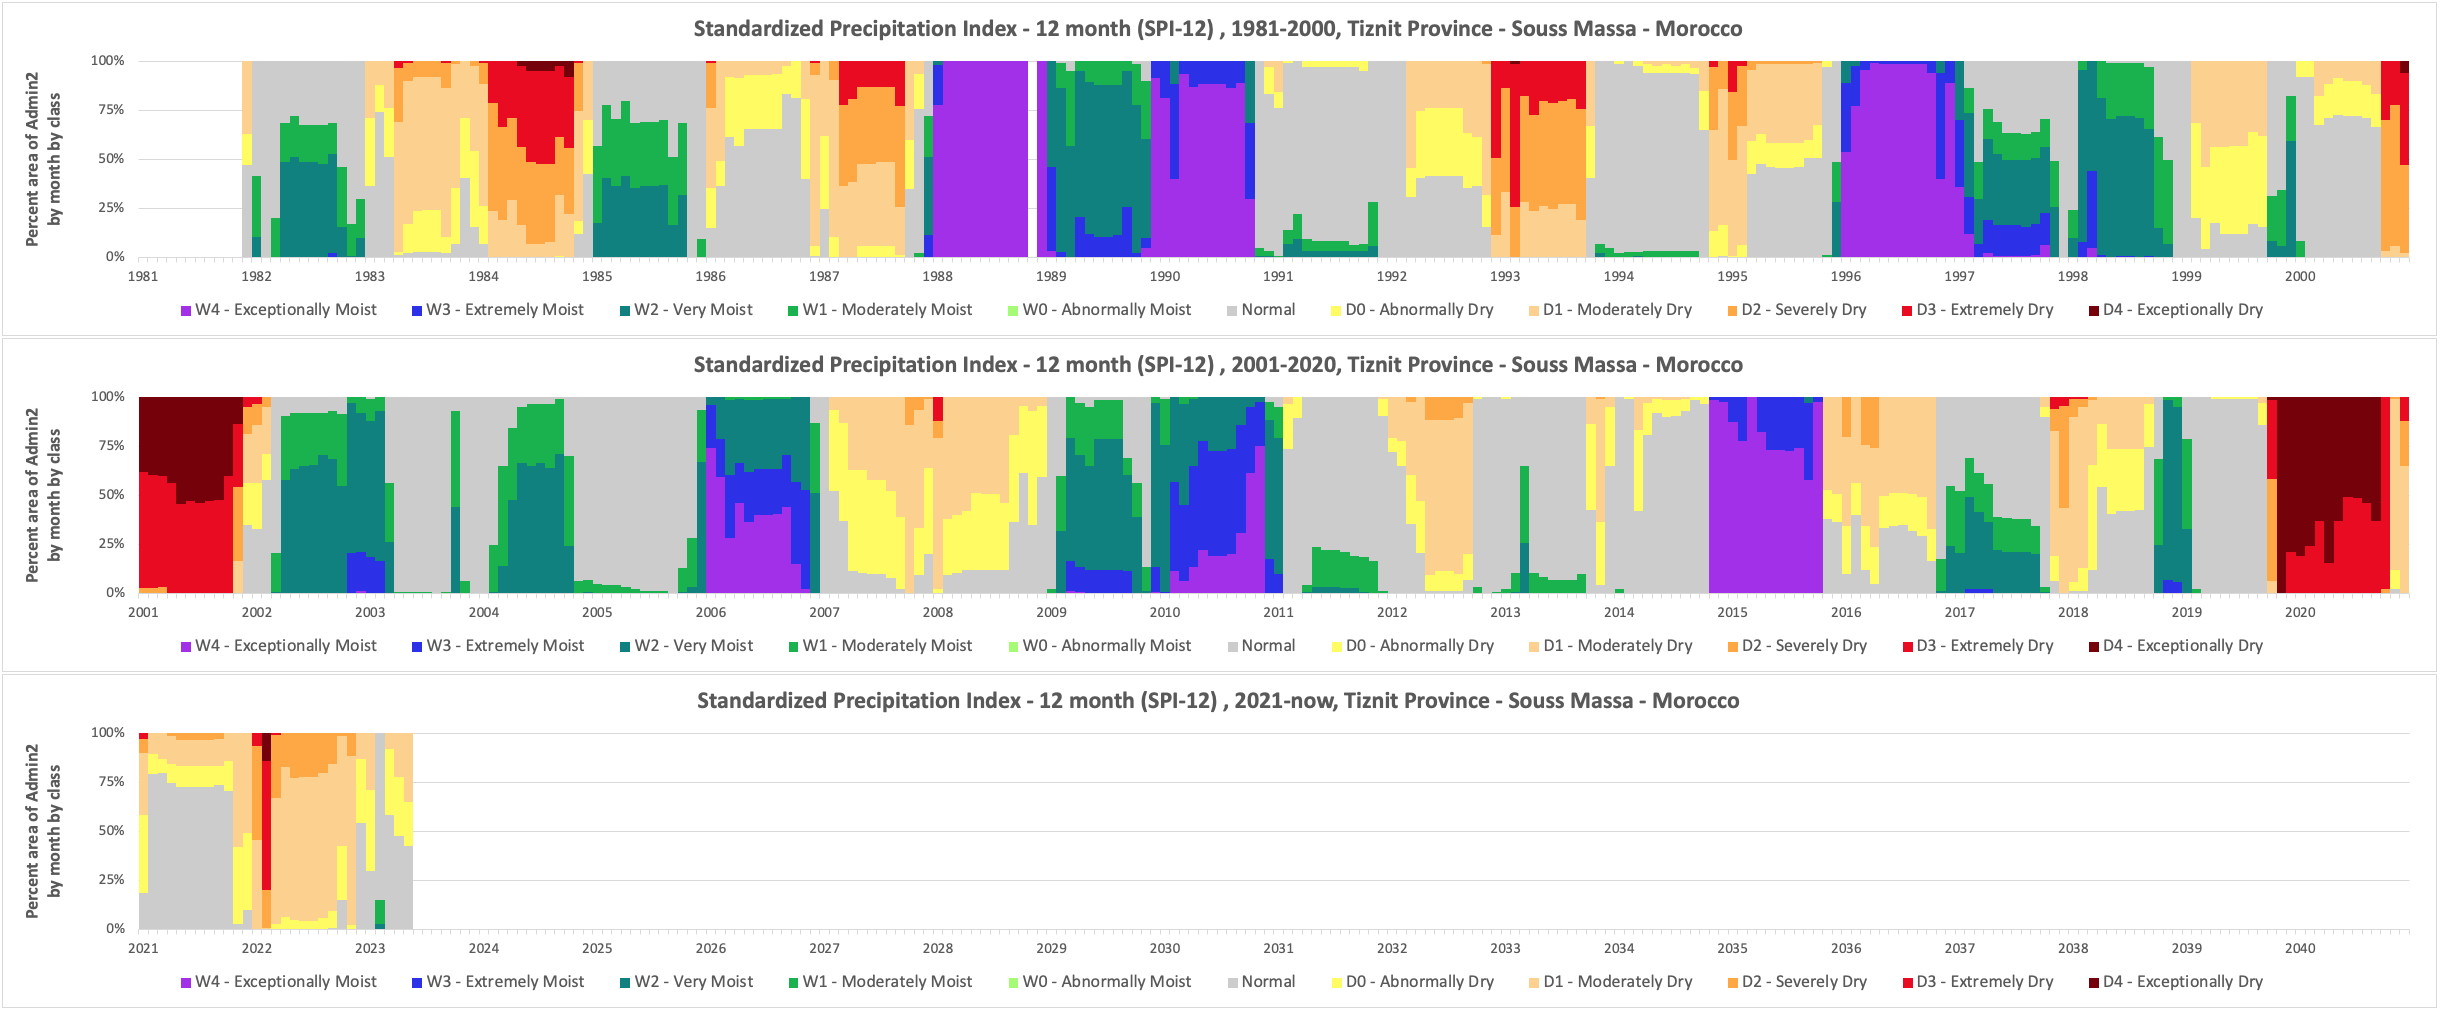 Standardized Precipitation Index - 12 month (SPI-12) , 1981-2000, Tiznit Province - Souss Massa - Morocco
Percent area of Admin2
by month by class
100%
75%
50%
25%
0%
1981 1982 1983 1984 1985 1986 1987 1988 1989 1990 1991 1992 1993 1994 1995 1996 1997 1998 1999 2000
W4 - Exceptionally Moist W3 - Extremely Moist W2 - Very Moist W1 - Moderately Moist W0 - Abnormally Moist Normal D0 - Abnormally Dry D1 - Moderately Dry D2 - Severely Dry D3 - Extremely Dry D4 - Exceptionally Dry
Standardized Precipitation Index - 12 month (SPI-12) , 2001-2020, Tiznit Province - Souss Massa - Morocco
Percent area of Admin2
by month by class
100%
75%
50%
25%
0%
2001 2002 2003 2004 2005 2006 2007 2008 2009 2010 2011 2012 2013 2014 2015 2016 2017 2018 2019 2020
W4 - Exceptionally Moist W3 - Extremely Moist W2 - Very Moist W1 - Moderately Moist W0 - Abnormally Moist Normal D0 - Abnormally Dry D1 - Moderately Dry D2 - Severely Dry D3 - Extremely Dry D4 - Exceptionally Dry
Standardized Precipitation Index - 12 month (SPI-12) , 2021-now, Tiznit Province - Souss Massa - Morocco
Percent area of Admin2
by month by class
100%
75%
50%
25%
0%
2021 2022 2023 2024 2025 2026 2027 2028 2029 2030 2031 2032 2033 2034 2035 2036 2037 2038 2039 2040
W4 - Exceptionally Moist W3 - Extremely Moist W2 - Very Moist W1 - Moderately Moist W0 - Abnormally Moist Normal D0 - Abnormally Dry D1 - Moderately Dry D2 - Severely Dry D3 - Extremely Dry D4 - Exceptionally Dry